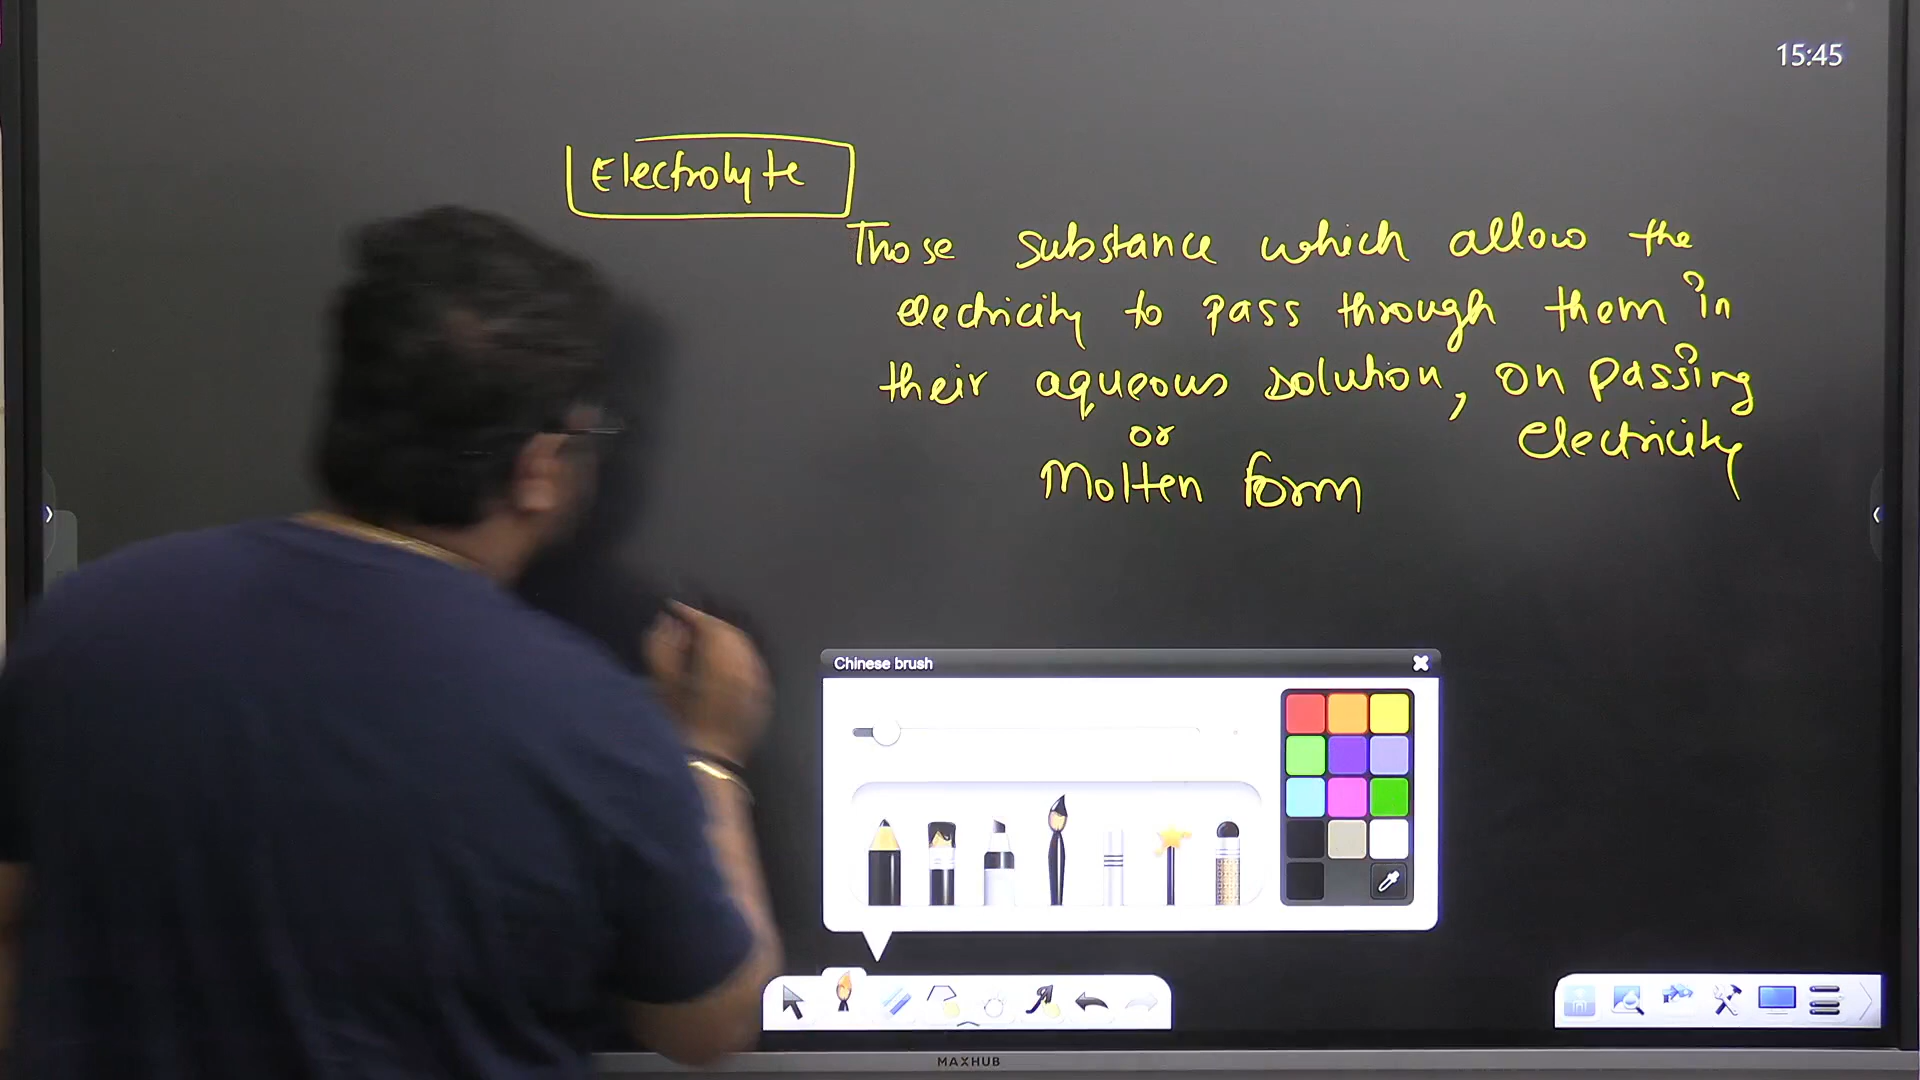 15:45
Electrolyte
Those substance which allow the
electricity to pass through them in
their aqueous solution, on passing
or
electricity
Molten form
Chinese brush
MAXHUB